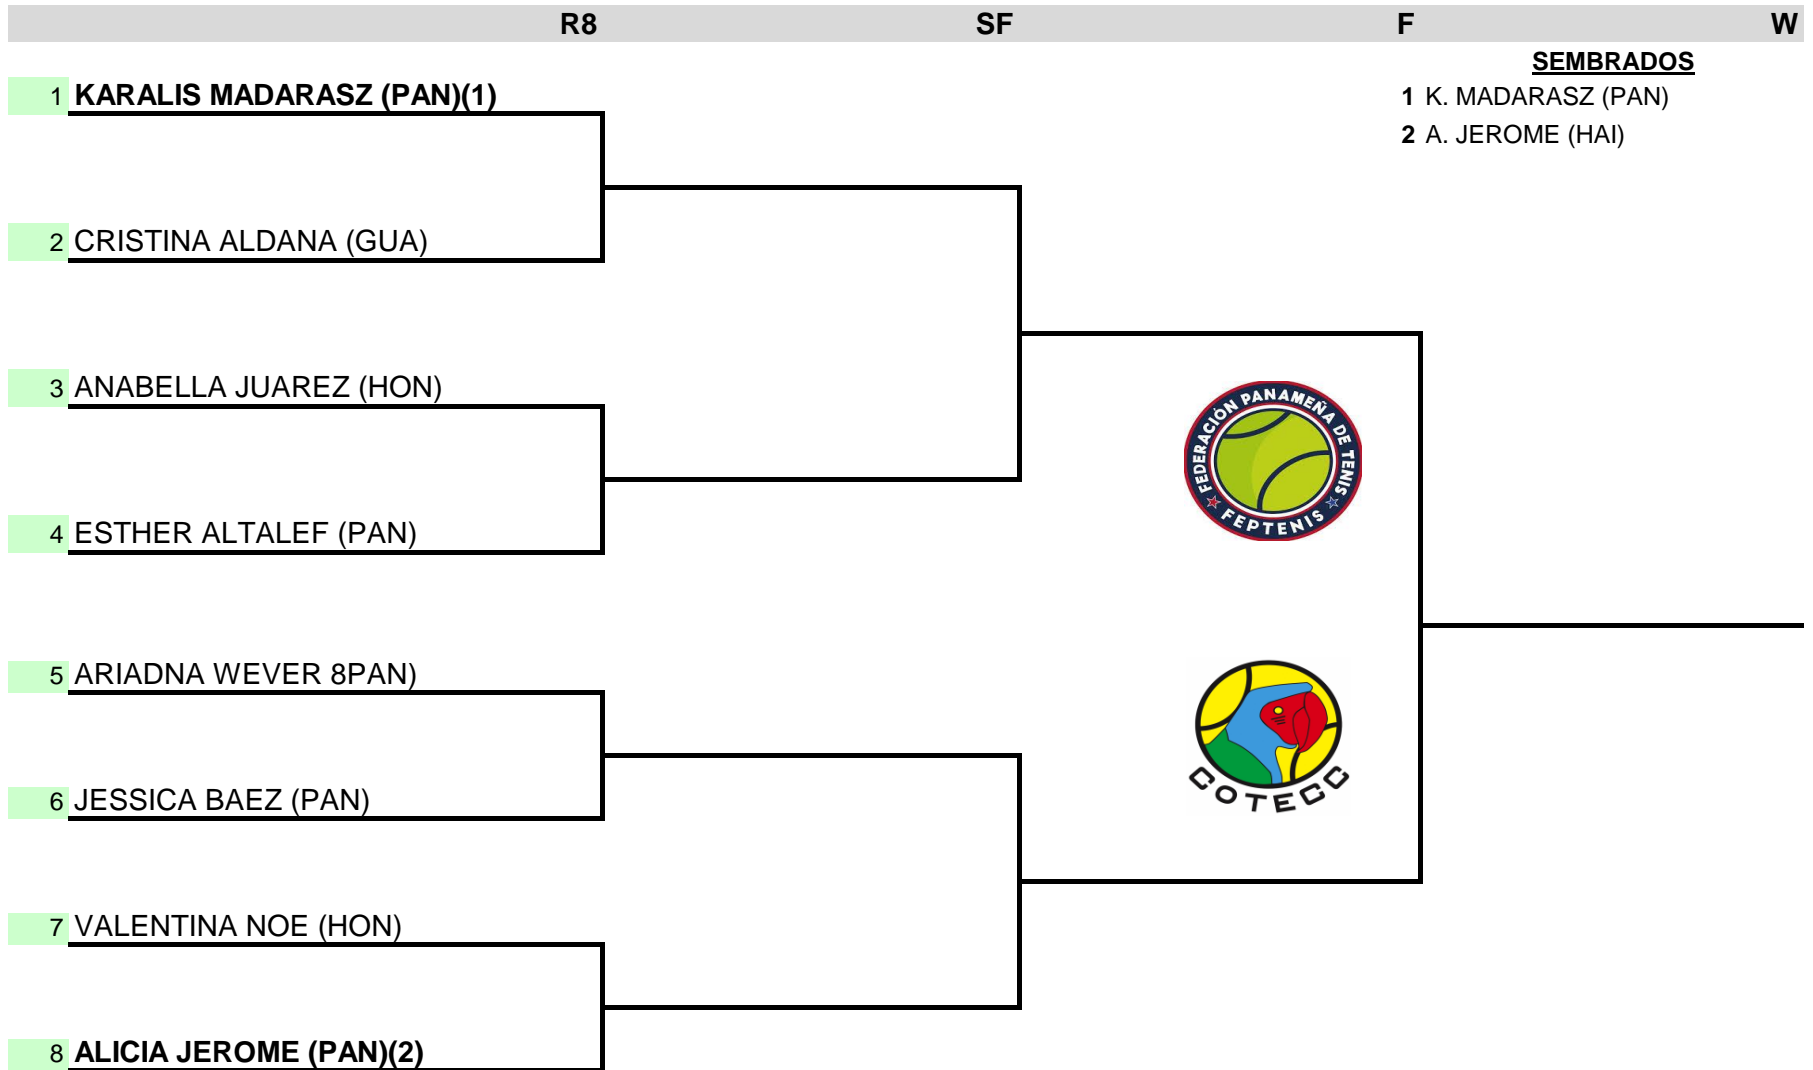 R8 SF F W
SEMBRADOS
1 KARALIS MADARASZ (PAN)(1)
1 K. MADARASZ (PAN)
2 A. JEROME (HAI)
2 CRISTINA ALDANA (GUA)
3 ANABELLA JUAREZ (HON)
FEDERACIÓN PANAMEÑA DE TENIS
FEPTENIS
4 ESTHER ALTALEF (PAN)
5 ARIADNA WEVER 8PAN)
COTECC
6 JESSICA BAEZ (PAN)
7 VALENTINA NOE (HON)
8 ALICIA JEROME (PAN)(2)